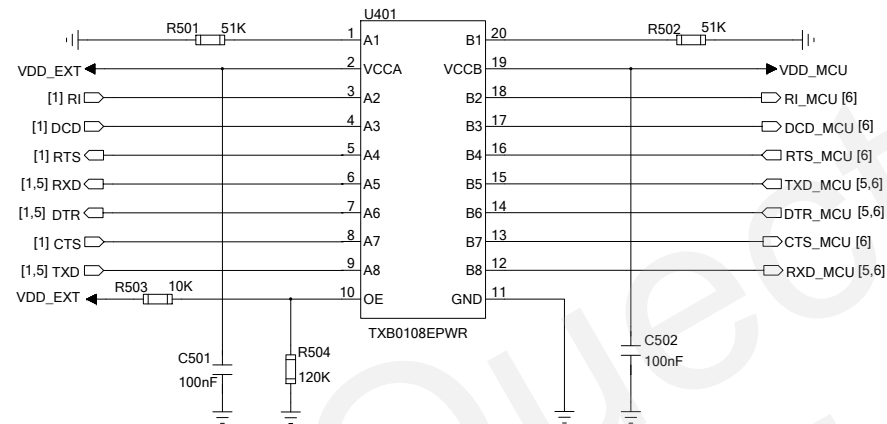 U401
R501 51K 1 A1 B1 20 R502 51K
VDD_EXT 2 VCCA VCCB 19 VDD_MCU
[1] RI 3 A2 B2 18 RI_MCU [6]
[1] DCD 4 A3 B3 17 DCD_MCU [6]
[1] RTS 5 A4 B4 16 RTS_MCU [6]
[1,5] RXD 6 A5 B5 15 TXD_MCU [5,6]
[1,5] DTR 7 A6 B6 14 DTR_MCU [5,6]
[1] CTS 8 A7 B7 13 CTS_MCU [6]
[1,5] TXD 9 A8 B8 12 RXD_MCU [5,6]
VDD_EXT R503 10K 10 OE GND 11
TXB0108EPWR
C501 100nF
R504 120K
C502 100nF
Quect